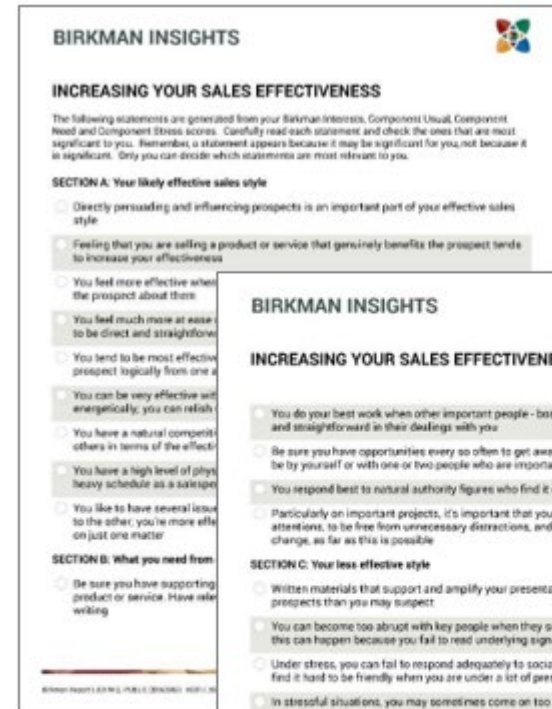 BIRKMAN INSIGHTS
INCREASING YOUR SALES EFFECTIVENESS
The following statements are generated from your Birkman Interests, Component Usual, Component
Need and Component Stress scores. Carefully read each statement and check the ones that are most
significant to you. Remember, a statement appears because it may be significant for you, not because it
is significant. Only you can decide which statements are most relevant to you.
SECTION A: Your likely effective sales style
Directly persuading and influencing prospects is an important part of your effective sales
style
Feeling that you are selling a product or service that genuinely benefits the prospect tends
to increase your effectiveness
You feel more effective when
the prospect about them
You feel much more at ease
to be direct and straightforw
You tend to be most effective
prospect logically from one a
You can be very effective wit
energetically; you can relish
You have a natural competiti
others in terms of the effecti
You have a high level of phys
heavy schedule as a salespe
You like to have several issue
to the other; you're more effe
on just one matter
SECTION B: What you need from
Be sure you have supporting
product or service. Have rele
writing
BIRKMAN INSIGHTS
INCREASING YOUR SALES EFFECTIVENE
You do your best work when other important people - bo
and straightforward in their dealings with you
Be sure you have opportunities every so often to get awa
be by yourself or with one or two people who are importa
You respond best to natural authority figures who find it
Particularly on important projects, it's important that you
attentions, to be free from unnecessary distractions, and
change, as far as this is possible
SECTION C: Your less effective style
Written materials that support and amplify your presenta
prospects than you may suspect
You can become too abrupt with key people when they s
this can happen because you fail to read underlying sign
Under stress, you can fail to respond adequately to socia
find it hard to be friendly when you are under a lot of pre
In stressful situations, you may sometimes come on too